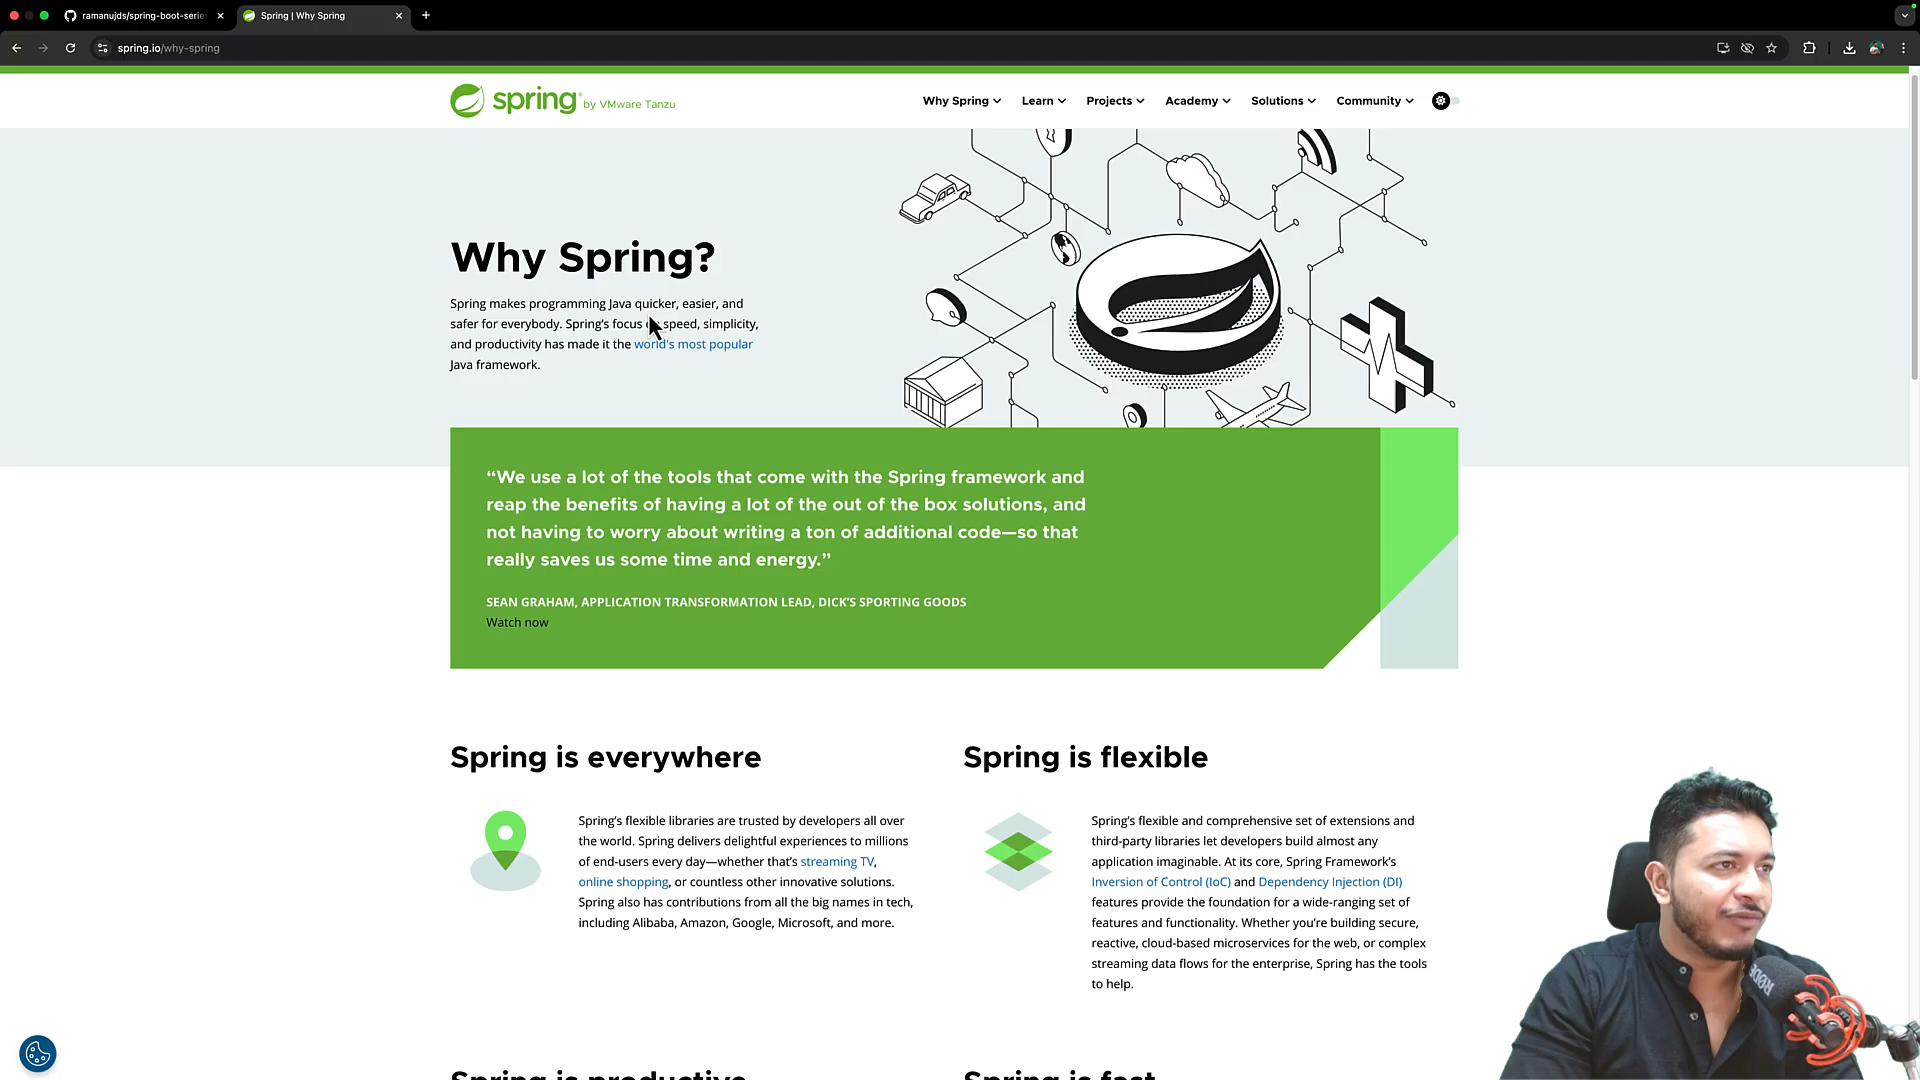 ramanujds/spring-boot-serie
Spring | Why Spring
spring.io/why-spring
spring by VMware Tanzu
Why Spring
Learn
Projects
Academy
Solutions
Community
Why Spring?
Spring makes programming Java quicker, easier, and
safer for everybody. Spring's focus speed, simplicity,
and productivity has made it the world's most popular
Java framework.
“We use a lot of the tools that come with the Spring framework and
reap the benefits of having a lot of the out of the box solutions, and
not having to worry about writing a ton of additional code—so that
really saves us some time and energy.”
SEAN GRAHAM, APPLICATION TRANSFORMATION LEAD, DICK'S SPORTING GOODS
Watch now
Spring is everywhere
Spring's flexible libraries are trusted by developers all over
the world. Spring delivers delightful experiences to millions
of end-users every day—whether that's streaming TV,
online shopping, or countless other innovative solutions.
Spring also has contributions from all the big names in tech,
including Alibaba, Amazon, Google, Microsoft, and more.
Spring is flexible
Spring's flexible and comprehensive set of extensions and
third-party libraries let developers build almost any
application imaginable. At its core, Spring Framework's
Inversion of Control (IoC) and Dependency Injection (DI)
features provide the foundation for a wide-ranging set of
features and functionality. Whether you're building secure,
reactive, cloud-based microservices for the web, or complex
streaming data flows for the enterprise, Spring has the tools
to help.
Spring is productive
Spring is fast
RØDE